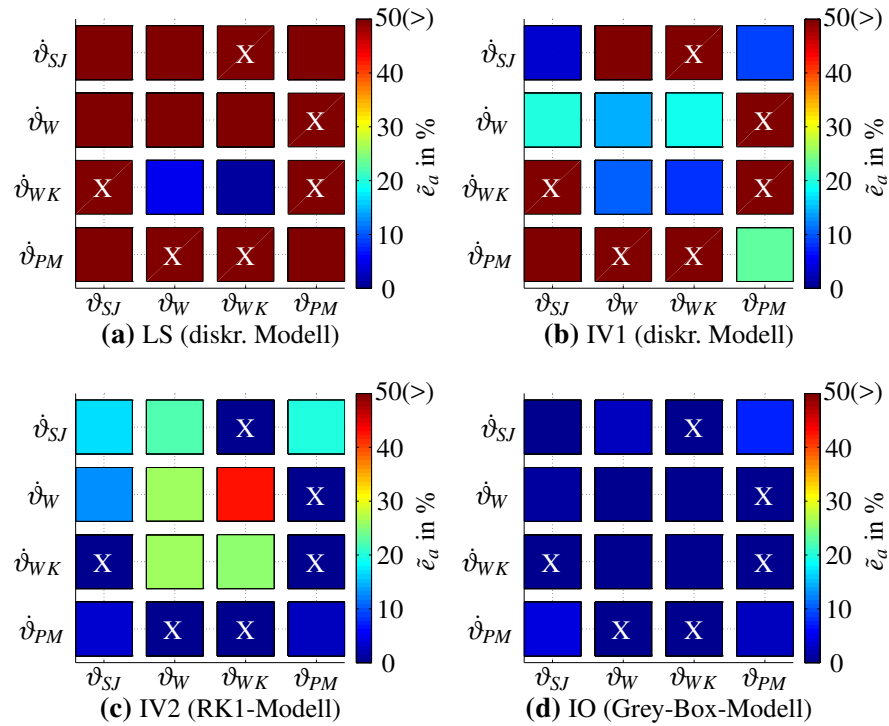 50(>)
50(>)
ϑ̇_SJ X
ϑ̇_SJ X
40
40
ϑ̇_W X
ϑ̇_W X
30
30
ẽ_a in %
ẽ_a in %
20
20
ϑ̇_WK X X
ϑ̇_WK X X
10
10
ϑ̇_PM X X
ϑ̇_PM X X
0
0
ϑ_SJ ϑ_W ϑ_WK ϑ_PM
ϑ_SJ ϑ_W ϑ_WK ϑ_PM
(a) LS (diskr. Modell)
(b) IV1 (diskr. Modell)
50(>)
50(>)
ϑ̇_SJ X
ϑ̇_SJ X
40
40
ϑ̇_W X
ϑ̇_W X
30
30
ẽ_a in %
ẽ_a in %
20
20
ϑ̇_WK X X
ϑ̇_WK X X
10
10
ϑ̇_PM X X
ϑ̇_PM X X
0
0
ϑ_SJ ϑ_W ϑ_WK ϑ_PM
ϑ_SJ ϑ_W ϑ_WK ϑ_PM
(c) IV2 (RK1-Modell)
(d) IO (Grey-Box-Modell)